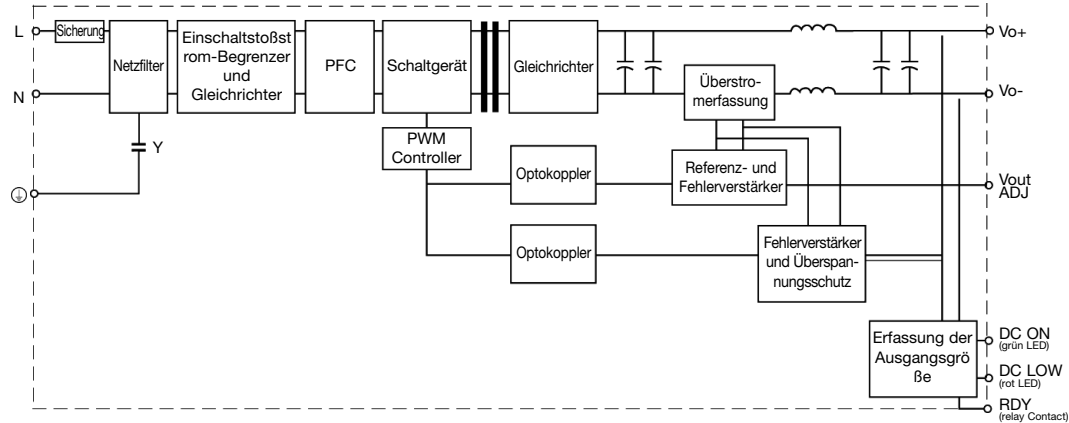 L
Sicherung
Netzfilter
Einschaltstoßst
rom-Begrenzer
und
Gleichrichter
PFC
Schaltgerät
Gleichrichter
Vo+
N
Überstro-
merfassung
Vo-
Y
PWM
Controller
Optokoppler
Referenz- und
Fehlerverstärker
Vout
ADJ
Optokoppler
Fehlerverstärker
und Überspan-
nungsschutz
Erfassung der
Ausgangsgrö
ße
DC ON
(grün LED)
DC LOW
(rot LED)
RDY
(relay Contact)